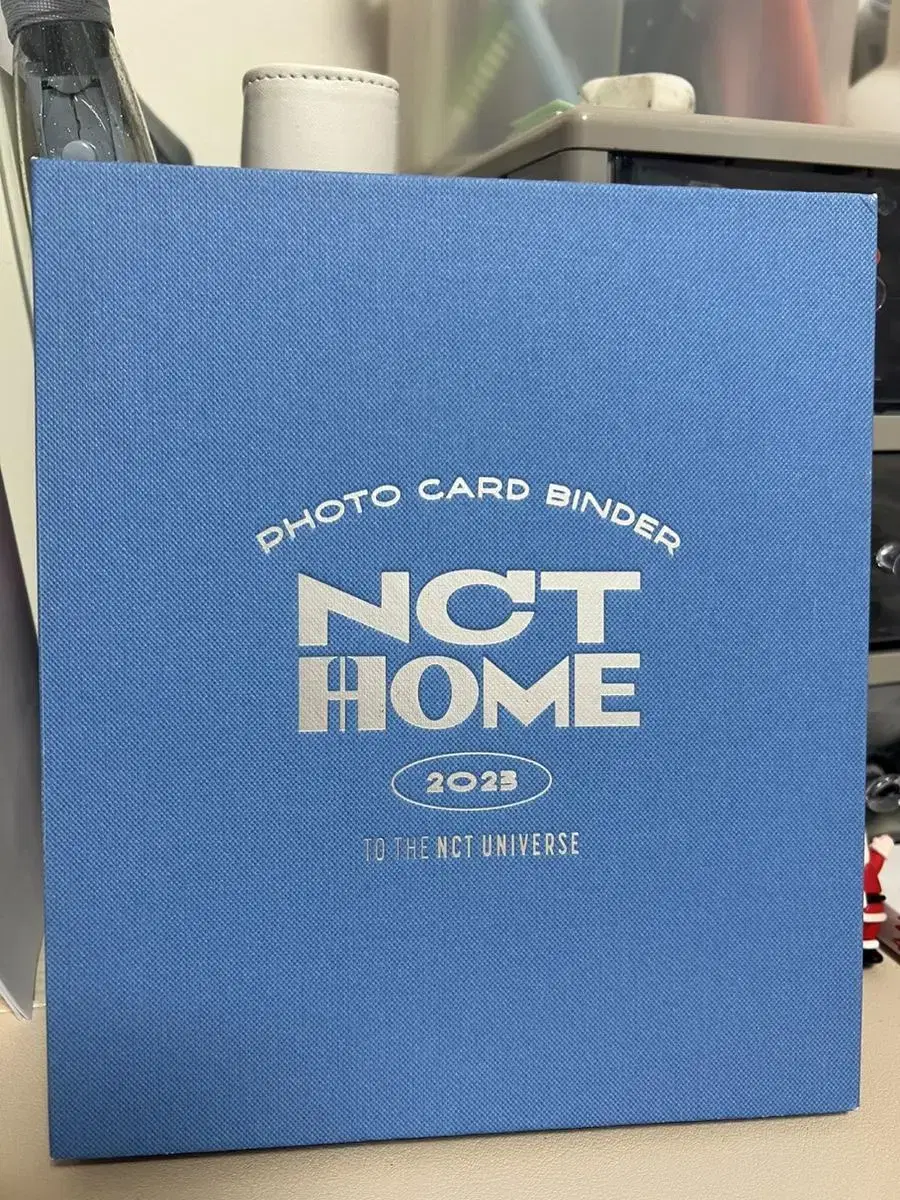 PHOTO CARD BINDER
NCT
HOME
2023
TO THE NCT UNIVERSE